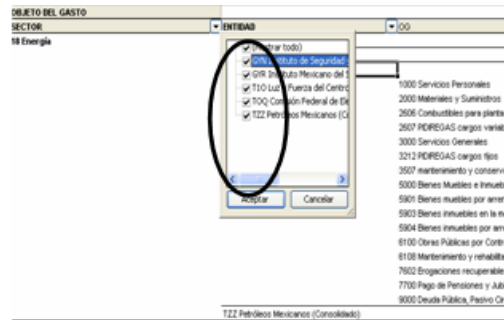 OBJETO DEL GASTO
SECTOR ENTIDAD OG
18 Energía
(Mostrar todo)
GYN Instituto de Seguridad
GYR Instituto Mexicano del S
T1O Luz y Fuerza del Centro
TOQ Comisión Federal de Ele
TZZ Petróleos Mexicanos (Co
Aceptar Cancelar
1000 Servicios Personales
2000 Materiales y Suministros
2606 Combustibles para planta
2607 PIDIREGAS cargos variab
3000 Servicios Generales
3212 PIDIREGAS cargos fijos
3507 mantenimiento y conserv
5000 Bienes Muebles e Inmueb
5901 Bienes muebles por arren
5903 Bienes inmuebles en la m
5904 Bienes inmuebles por arre
6100 Obras Públicas por Contr
6108 Mantenimiento y rehabilita
7602 Erogaciones recuperable
7700 Pago de Pensiones y Jub
9000 Deuda Pública, Pasivo Cir
TZZ Petróleos Mexicanos (Consolidado)